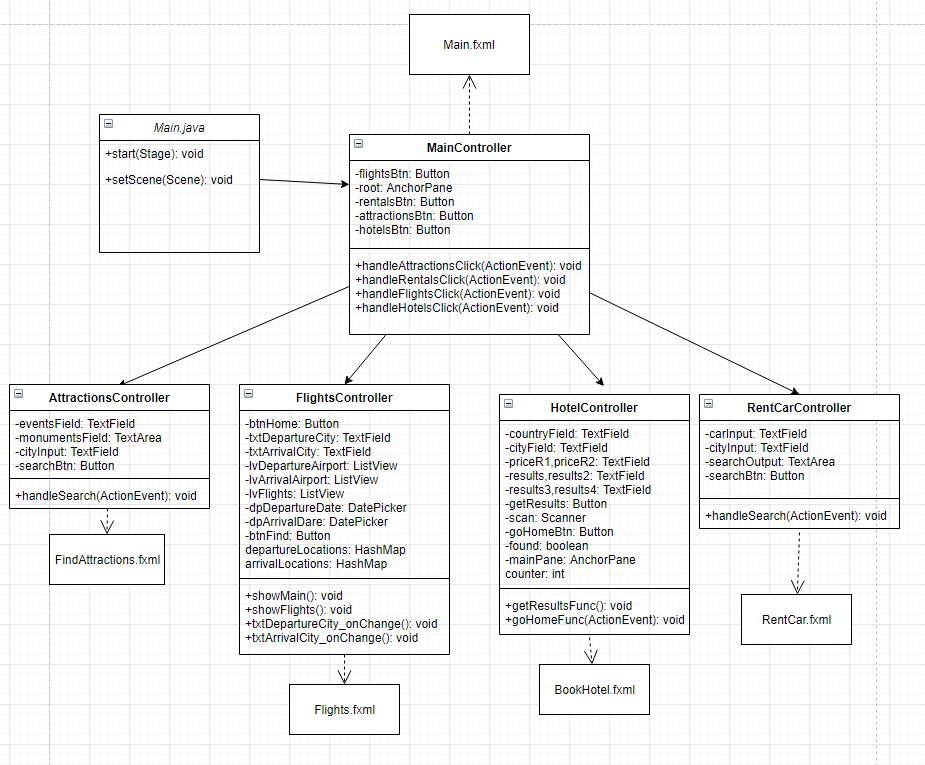 Main.fxml
Main.java
+start(Stage): void
+setScene(Scene): void
MainController
-flightsBtn: Button
-root: AnchorPane
-rentalsBtn: Button
-attractionsBtn: Button
-hotelsBtn: Button
+handleAttractionsClick(ActionEvent): void
+handleRentalsClick(ActionEvent): void
+handleFlightsClick(ActionEvent): void
+handleHotelsClick(ActionEvent): void
AttractionsController
-eventsField: TextField
-monumentsField: TextArea
-cityInput: TextField
-searchBtn: Button
+handleSearch(ActionEvent): void
FindAttractions.fxml
FlightsController
-btnHome: Button
-txtDepartureCity: TextField
-txtArrivalCity: TextField
-lvDepartureAirport: ListView
-lvArrivalAirport: ListView
-lvFlights: ListView
-dpDepartureDate: DatePicker
-dpArrivalDare: DatePicker
-btnFind: Button
departureLocations: HashMap
arrivalLocations: HashMap
+showMain(): void
+showFlights(): void
+txtDepartureCity_onChange(): void
+txtArrivalCity_onChange(): void
Flights.fxml
HotelController
-countryField: TextField
-cityField: TextField
-priceR1,priceR2: TextField
-results,results2: TextField
-results3,results4: TextField
-getResults: Button
-scan: Scanner
-goHomeBtn: Button
-found: boolean
-mainPane: AnchorPane
counter: int
+getResultsFunc(): void
+goHomeFunc(ActionEvent): void
BookHotel.fxml
RentCarController
-carInput: TextField
-cityInput: TextField
-searchOutput: TextArea
-searchBtn: Button
+handleSearch(ActionEvent): void
RentCar.fxml